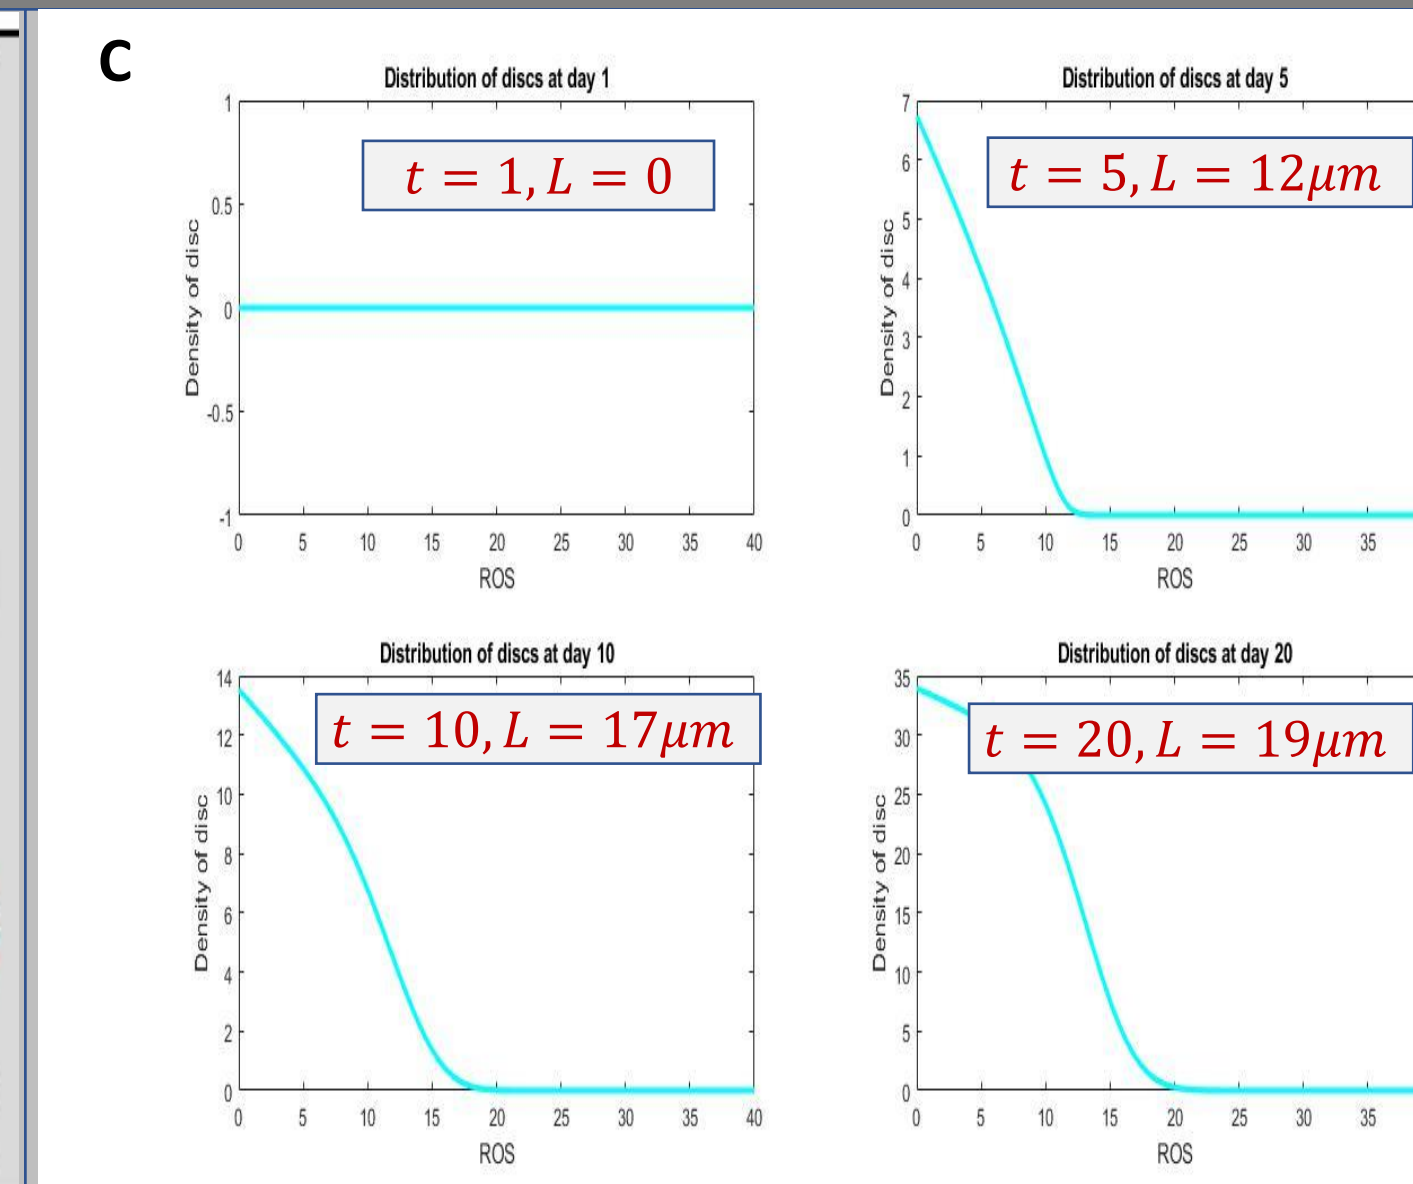 C
Distribution of discs at day 1
t = 1, L = 0
1
0.5
0
-0.5
-1
Density of disc
0 5 10 15 20 25 30 35 40
ROS
Distribution of discs at day 5
t = 5, L = 12μm
7
6
5
4
3
2
1
0
Density of disc
0 5 10 15 20 25 30 35
ROS
Distribution of discs at day 10
t = 10, L = 17μm
14
12
10
8
6
4
2
0
Density of disc
0 5 10 15 20 25 30 35 40
ROS
Distribution of discs at day 20
t = 20, L = 19μm
35
30
25
20
15
10
5
0
Density of disc
0 5 10 15 20 25 30 35
ROS